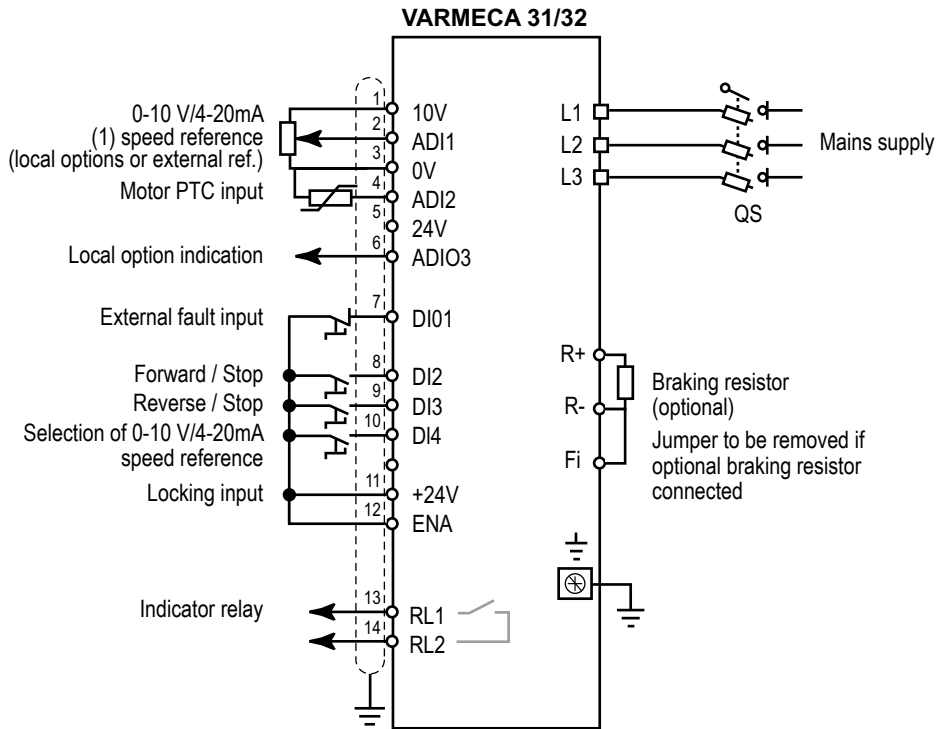 VARMECA 31/32
0-10 V/4-20mA
(1) speed reference
(local options or external ref.)
Motor PTC input
Local option indication
External fault input
Forward / Stop
Reverse / Stop
Selection of 0-10 V/4-20mA
speed reference
Locking input
Indicator relay
1
2
3
4
5
6
7
8
9
10
11
12
13
14
10V
ADI1
0V
ADI2
24V
ADIO3
DI01
DI2
DI3
DI4
+24V
ENA
RL1
RL2
L1
L2
L3
R+
R-
Fi
Mains supply
QS
Braking resistor
(optional)
Jumper to be removed if
optional braking resistor
connected